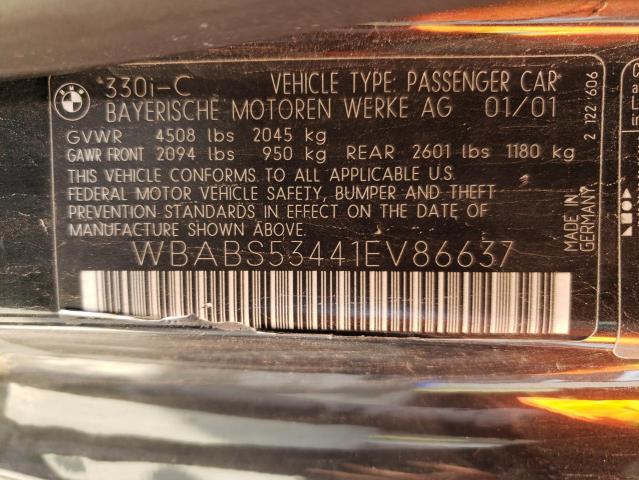 *330i-C VEHICLE TYPE: PASSENGER CAR
BAYERISCHE MOTOREN WERKE AG 01/01
GVWR 4508 lbs 2045 kg
GAWR FRONT 2094 lbs 950 kg REAR 2601 lbs 1180 kg
THIS VEHICLE CONFORMS TO ALL APPLICABLE U.S.
FEDERAL MOTOR VEHICLE SAFETY, BUMPER AND THEFT
PREVENTION STANDARDS IN EFFECT ON THE DATE OF
MANUFACTURE SHOWN ABOVE.
WBABS53441EV86637
MADE IN
GERMANY
2 122 606